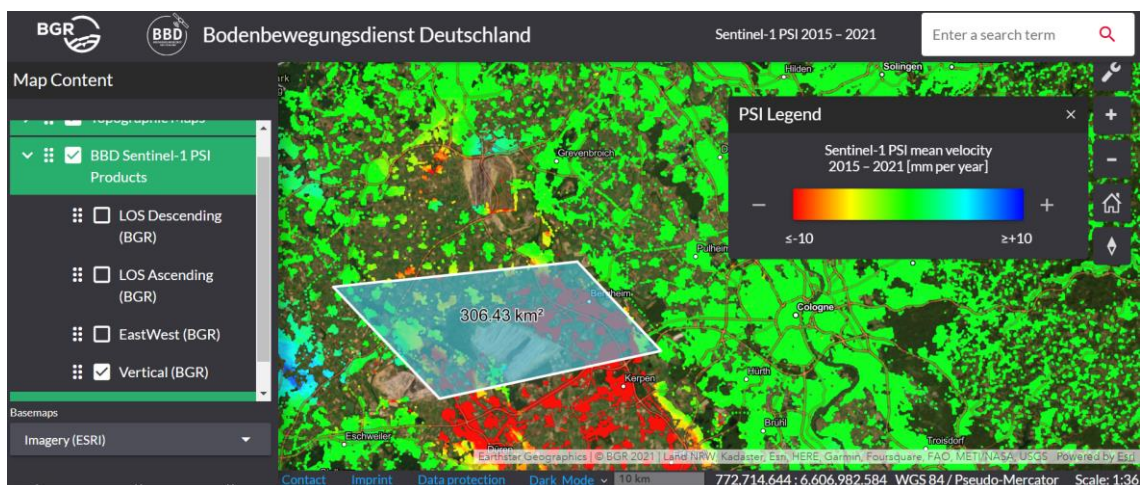 BGR
BBD
Bodenbewegungsdienst Deutschland
Sentinel-1 PSI 2015 – 2021
Enter a search term
Map Content
Topographic Maps
BBD Sentinel-1 PSI
Products
LOS Descending
(BGR)
LOS Ascending
(BGR)
EastWest (BGR)
Vertical (BGR)
Basemaps
Imagery (ESRI)
Hilden
Solingen
Grevenbroich
Pulheim
Bergheim
306,43 km²
Cologne
Kerpen
Hürth
Brühl
Eschweiler
Troisdorf
PSI Legend
×
Sentinel-1 PSI mean velocity
2015 – 2021 [mm per year]
− +
≤-10 ≥+10
+
−
Earthstar Geographics | © BGR 2021 | Land NRW, Kadaster, Esri, HERE, Garmin, Foursquare, FAO, METI/NASA, USGS Powered by Esri
Contact Imprint Data protection Dark Mode 10 km 772,714.644 : 6,606,982.584 WGS 84 / Pseudo-Mercator Scale: 1:36